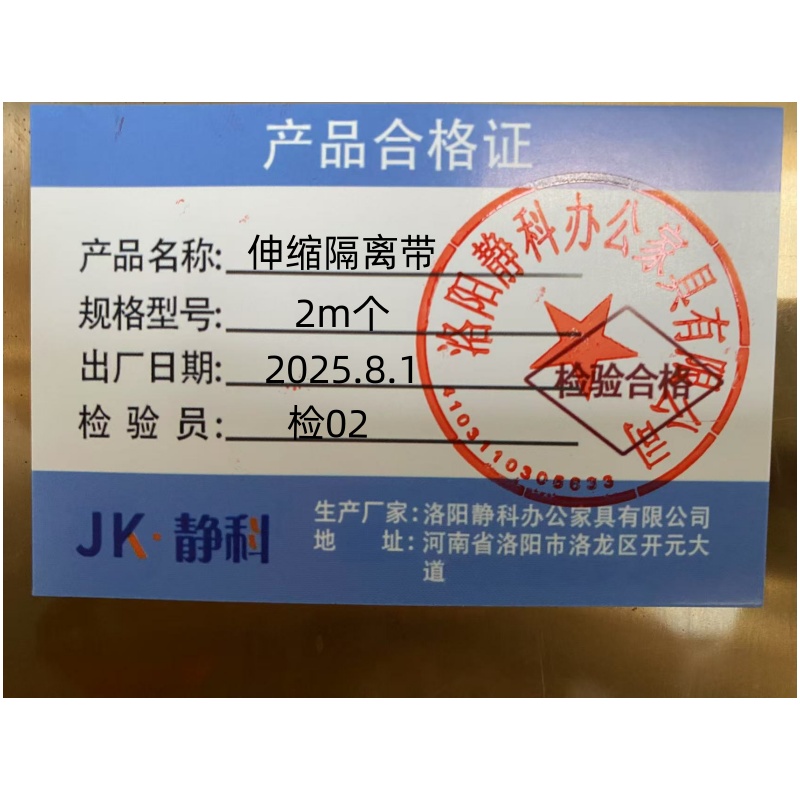 产品合格证
产品名称: 伸缩隔离带
规格型号: 2m个
出厂日期: 2025.8.1
检 验 员: 检02
洛阳静科办公家具有限公司
检验合格
4103110305633
JK·静科
生产厂家:洛阳静科办公家具有限公司
地 址:河南省洛阳市洛龙区开元大
道